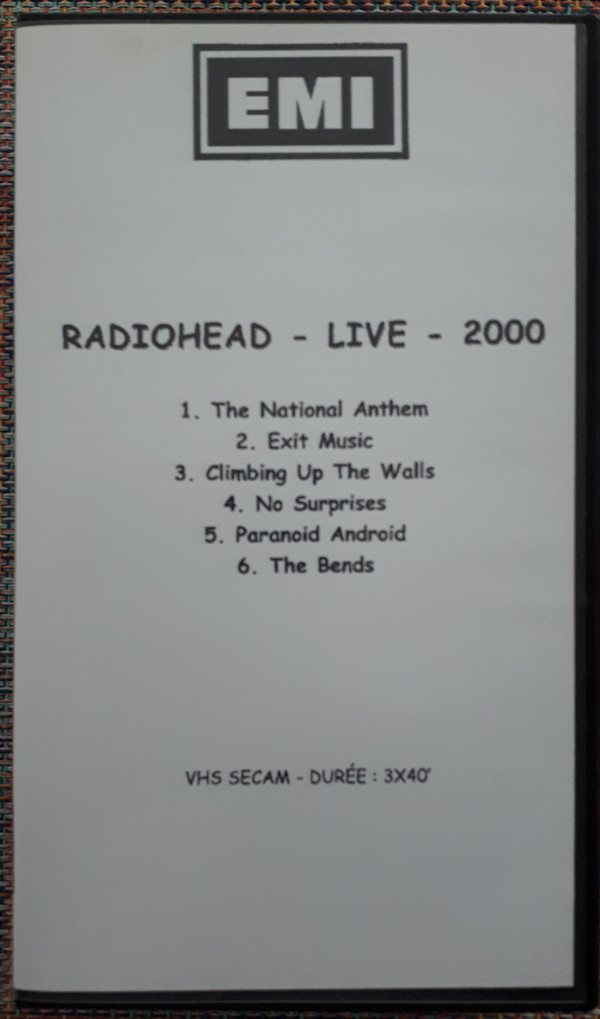 EMI
RADIOHEAD - LIVE - 2000
1. The National Anthem
2. Exit Music
3. Climbing Up The Walls
4. No Surprises
5. Paranoid Android
6. The Bends
VHS SECAM - DURÉE : 3X40'